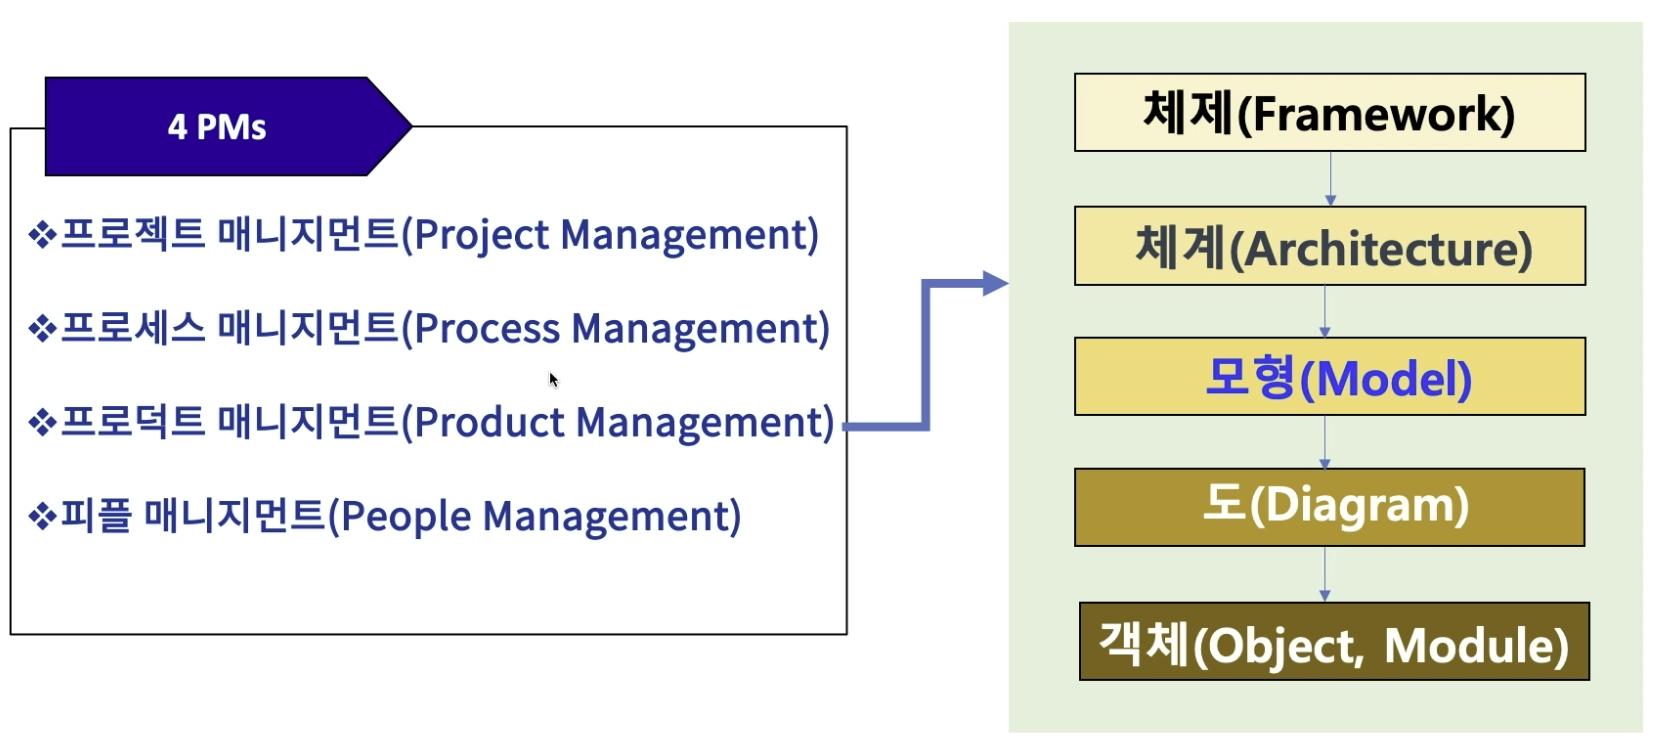 4 PMs
❖프로젝트 매니지먼트(Project Management)
❖프로세스 매니지먼트(Process Management)
❖프로덕트 매니지먼트(Product Management)
❖피플 매니지먼트(People Management)
체제(Framework)
체계(Architecture)
모형(Model)
도(Diagram)
객체(Object, Module)